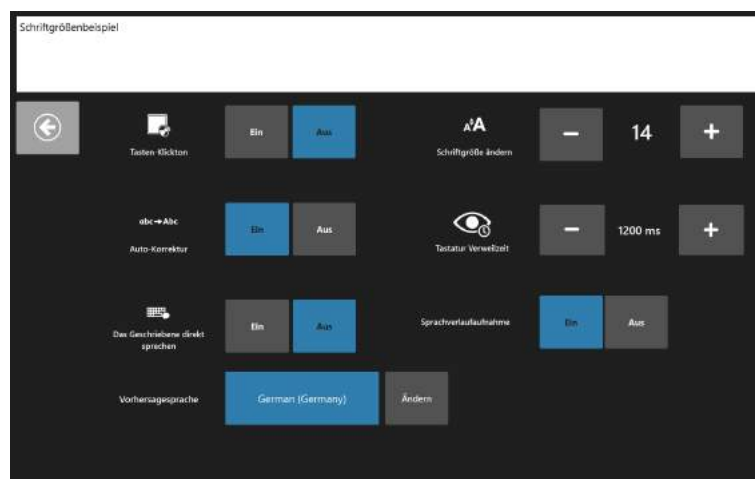 Schriftgrößenbeispiel
Tasten-Klickton
Ein
Aus
AAA
Schriftgröße ändern
14
abc→Abc
Auto-Korrektur
Ein
Aus
Tastatur Verweilzeit
1200 ms
Das Geschriebene direkt
sprechen
Ein
Aus
Sprachverlaufaufnahme
Ein
Aus
Vorhersagesprache
German (Germany)
Ändern